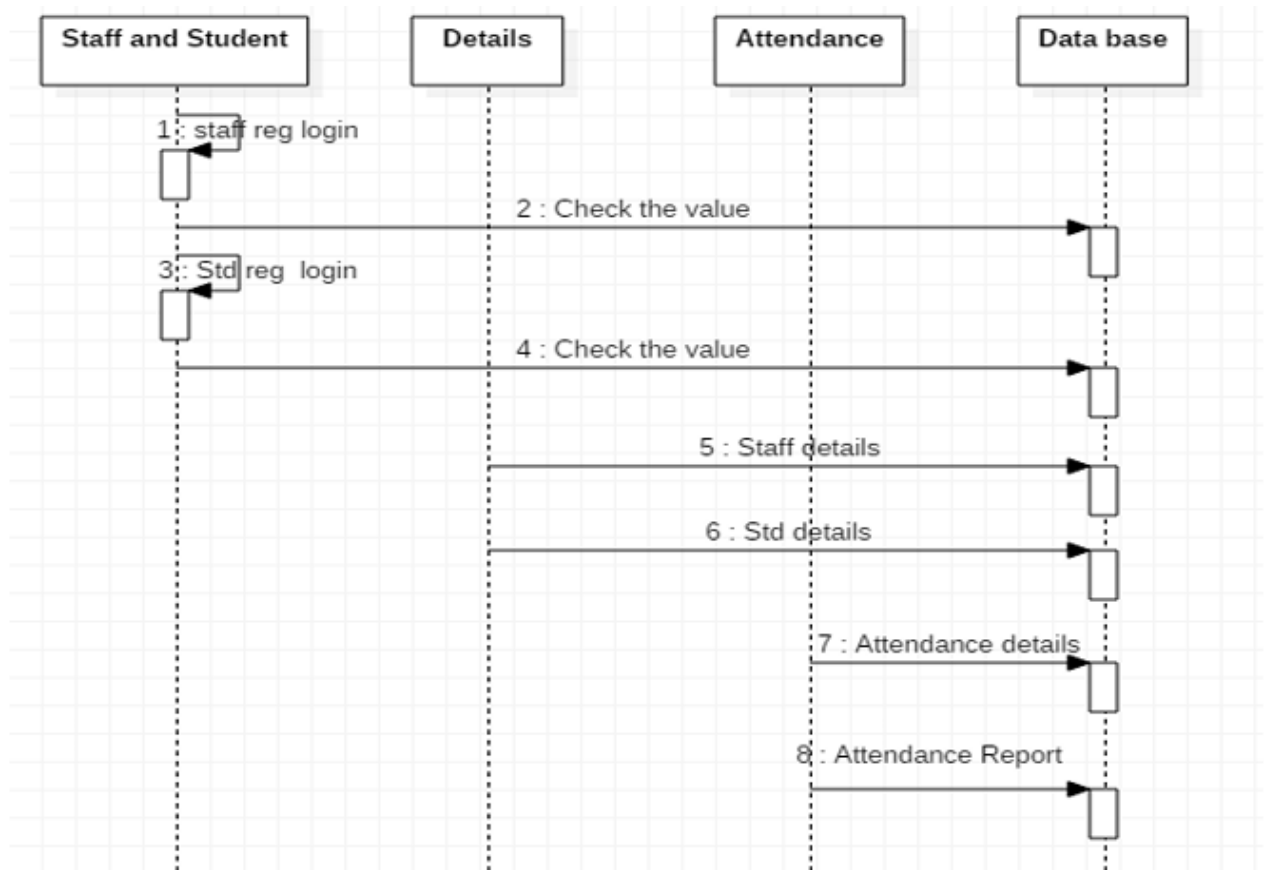 Staff and Student
Details
Attendance
Data base
1 : staff reg login
2 : Check the value
3 : Std reg  login
4 : Check the value
5 : Staff details
6 : Std details
7 : Attendance details
8 : Attendance Report